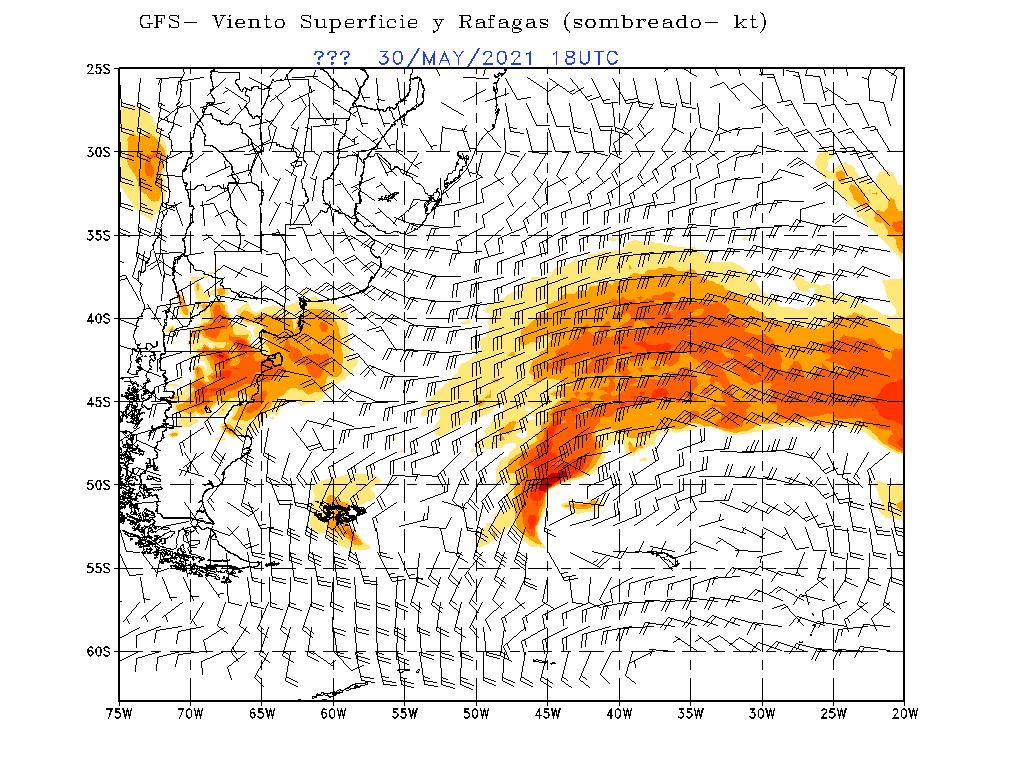 GFS− Viento Superficie y Rafagas (sombreado− kt)
???  30/MAY/2021 18UTC
25S
30S
35S
40S
45S
50S
55S
60S
75W 70W 65W 60W 55W 50W 45W 40W 35W 30W 25W 20W